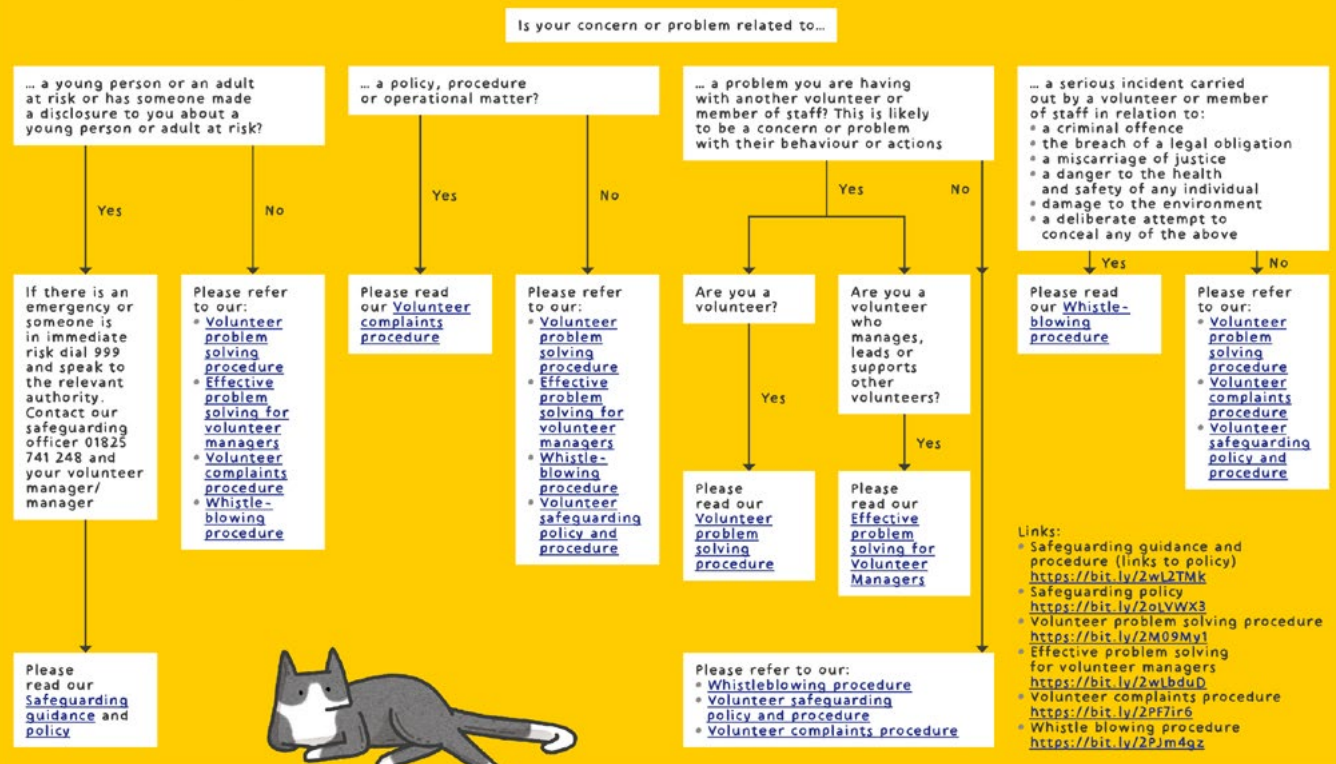 Is your concern or problem related to…
… a young person or an adult
at risk or has someone made
a disclosure to you about a
young person or adult at risk?
Yes
No
If there is an
emergency or
someone is
in immediate
risk dial 999
and speak to
the relevant
authority.
Contact our
safeguarding
officer 01825
741 248 and
your volunteer
manager/
manager
Please
read our
Safeguarding
guidance and
policy
Please refer
to our:
• Volunteer
problem
solving
procedure
• Effective
problem
solving for
volunteer
managers
• Volunteer
complaints
procedure
• Whistle-
blowing
procedure
… a policy, procedure
or operational matter?
Yes
No
Please read
our Volunteer
complaints
procedure
Please refer
to our:
• Volunteer
problem
solving
procedure
• Effective
problem
solving for
volunteer
managers
• Whistle-
blowing
procedure
• Volunteer
safeguarding
policy and
procedure
… a problem you are having
with another volunteer or
member of staff? This is likely
to be a concern or problem
with their behaviour or actions
Yes
No
Are you a
volunteer?
Yes
Please
read our
Volunteer
problem
solving
procedure
Are you a
volunteer
who
manages,
leads or
supports
other
volunteers?
Yes
Please
read our
Effective
problem
solving for
Volunteer
Managers
Please refer to our:
• Whistleblowing procedure
• Volunteer safeguarding
policy and procedure
• Volunteer complaints procedure
… a serious incident carried
out by a volunteer or member
of staff in relation to:
• a criminal offence
• the breach of a legal obligation
• a miscarriage of justice
• a danger to the health
and safety of any individual
• damage to the environment
• a deliberate attempt to
conceal any of the above
Yes
No
Please read
our Whistle-
blowing
procedure
Please refer
to our:
• Volunteer
problem
solving
procedure
• Volunteer
complaints
procedure
• Volunteer
safeguarding
policy and
procedure
Links:
• Safeguarding guidance and
procedure (links to policy)
https://bit.ly/2wL2TMk
• Safeguarding policy
https://bit.ly/2oLVWX3
• Volunteer problem solving procedure
https://bit.ly/2M09My1
• Effective problem solving
for volunteer managers
https://bit.ly/2wLbduD
• Volunteer complaints procedure
https://bit.ly/2PF7ir6
• Whistle blowing procedure
https://bit.ly/2PJm4gz